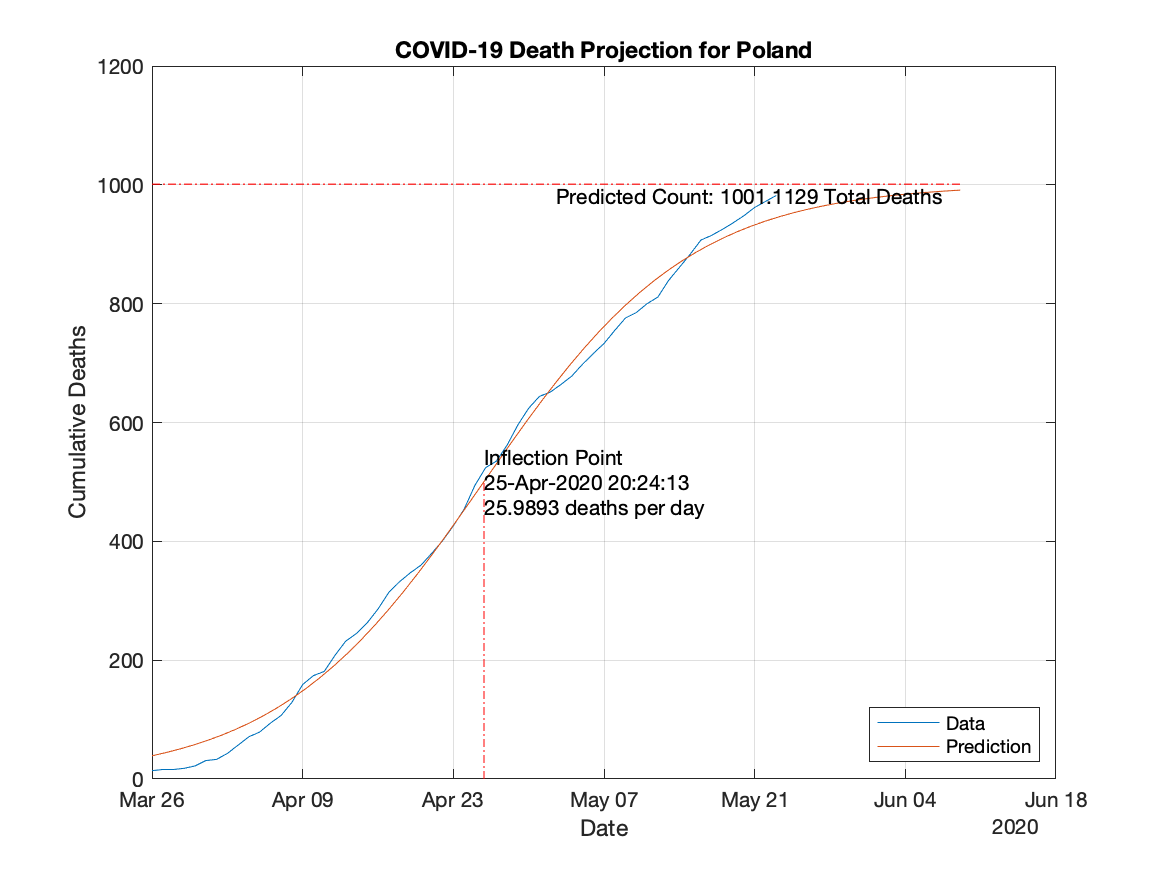 COVID-19 Death Projection for Poland
1200
1000
800
600
400
200
0
Cumulative Deaths
Predicted Count: 1001.1129 Total Deaths
Inflection Point
25-Apr-2020 20:24:13
25.9893 deaths per day
Data
Prediction
Mar 26
Apr 09
Apr 23
May 07
May 21
Jun 04
Jun 18
Date
2020